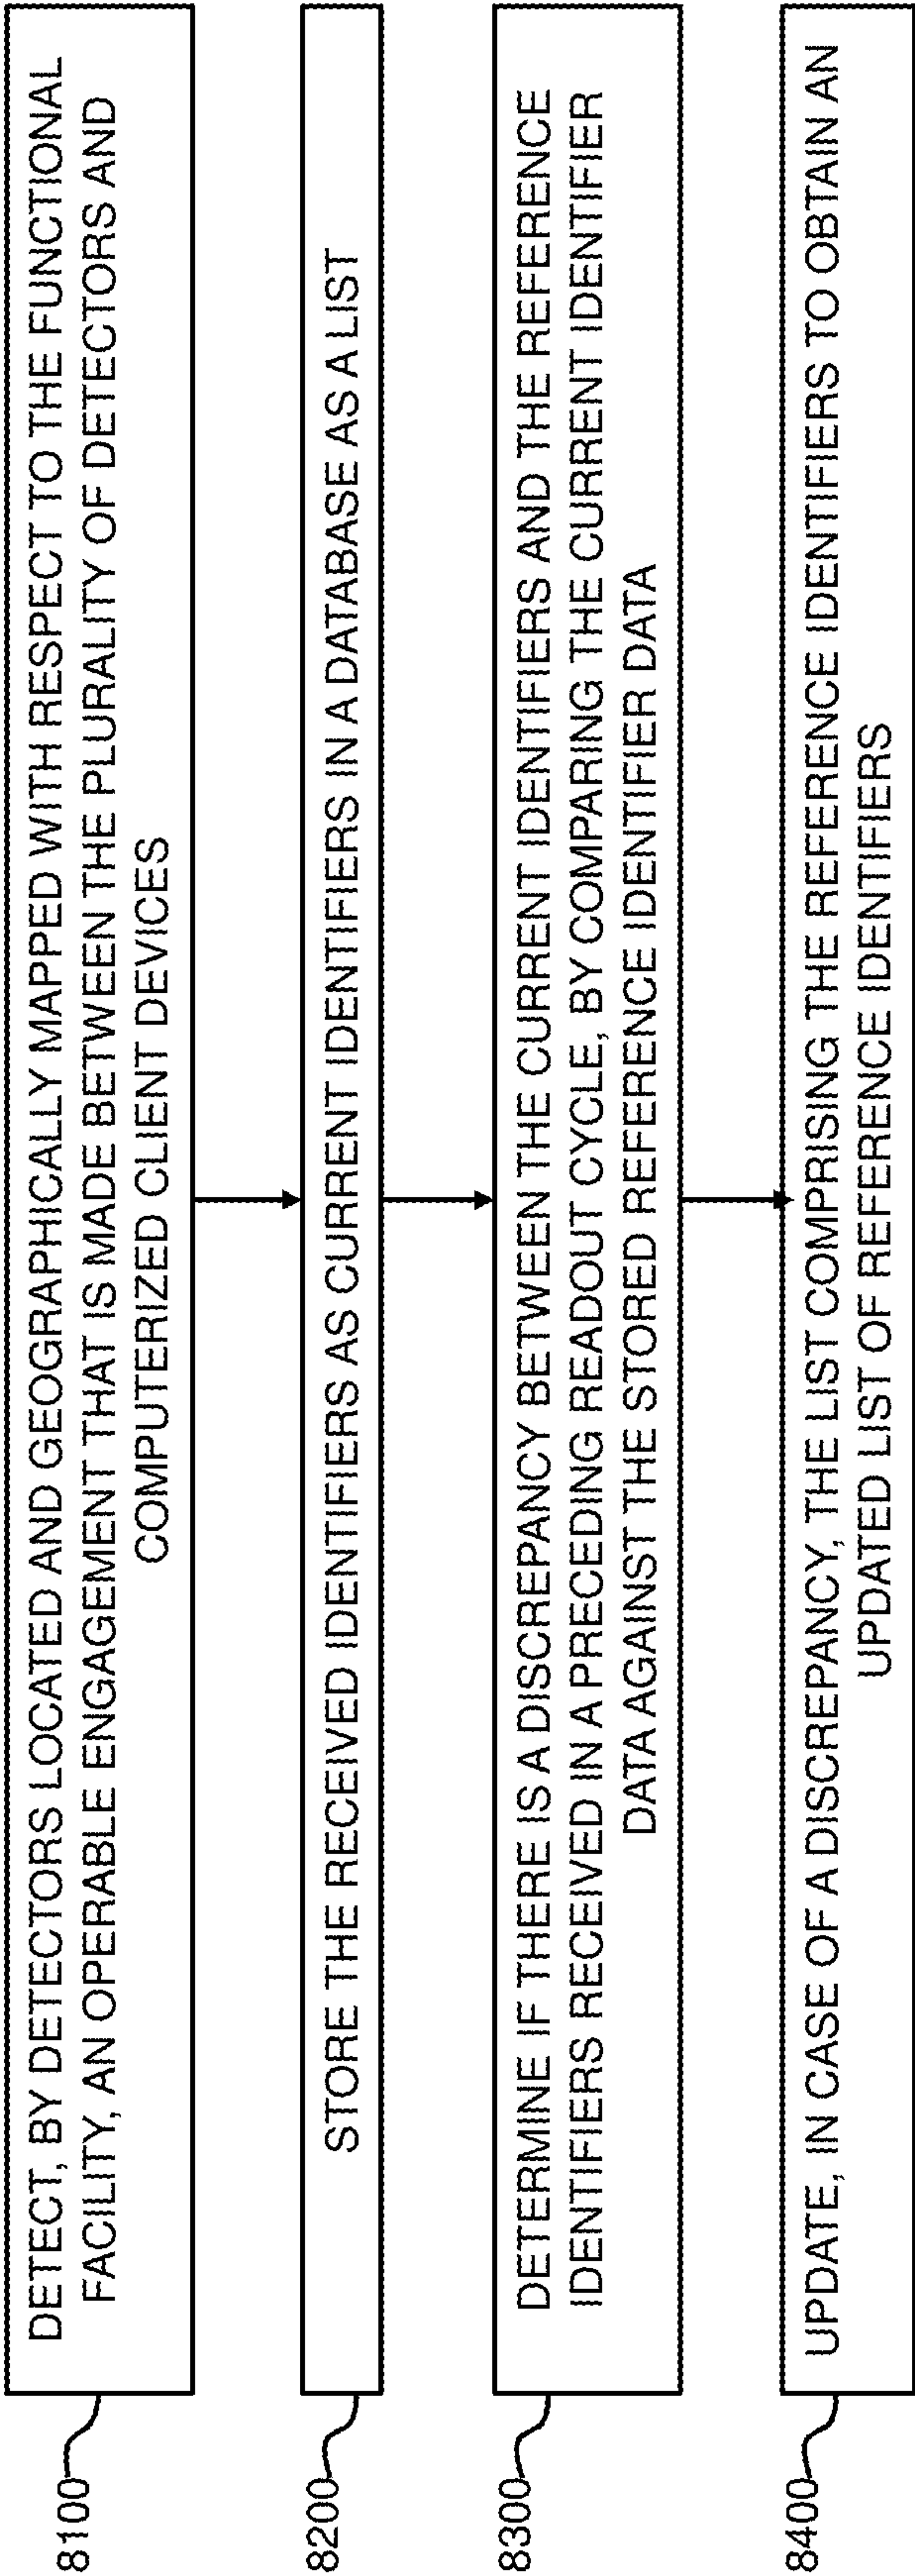 8100
DETECT, BY DETECTORS LOCATED AND GEOGRAPHICALLY MAPPED WITH RESPECT TO THE FUNCTIONAL
FACILITY, AN OPERABLE ENGAGEMENT THAT IS MADE BETWEEN THE PLURALITY OF DETECTORS AND
COMPUTERIZED CLIENT DEVICES
8200
STORE THE RECEIVED IDENTIFIERS AS CURRENT IDENTIFIERS IN A DATABASE AS A LIST
8300
DETERMINE IF THERE IS A DISCREPANCY BETWEEN THE CURRENT IDENTIFIERS AND THE REFERENCE
IDENTIFIERS RECEIVED IN A PRECEDING READOUT CYCLE, BY COMPARING THE CURRENT IDENTIFIER
DATA AGAINST THE STORED REFERENCE IDENTIFIER DATA
8400
UPDATE, IN CASE OF A DISCREPANCY, THE LIST COMPRISING THE REFERENCE IDENTIFIERS TO OBTAIN AN
UPDATED LIST OF REFERENCE IDENTIFIERS